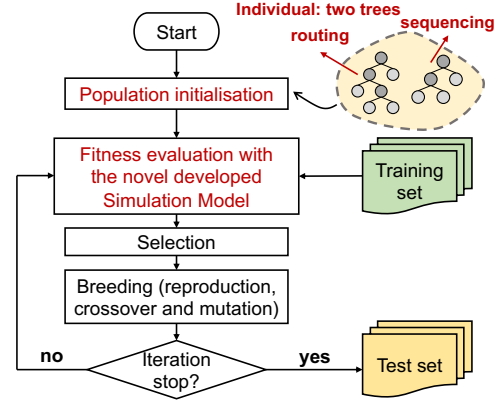 Individual: two trees
routing
sequencing
Start
Population initialisation
Fitness evaluation with
the novel developed
Simulation Model
Training
set
Selection
Breeding (reproduction,
crossover and mutation)
no
Iteration
stop?
yes
Test set